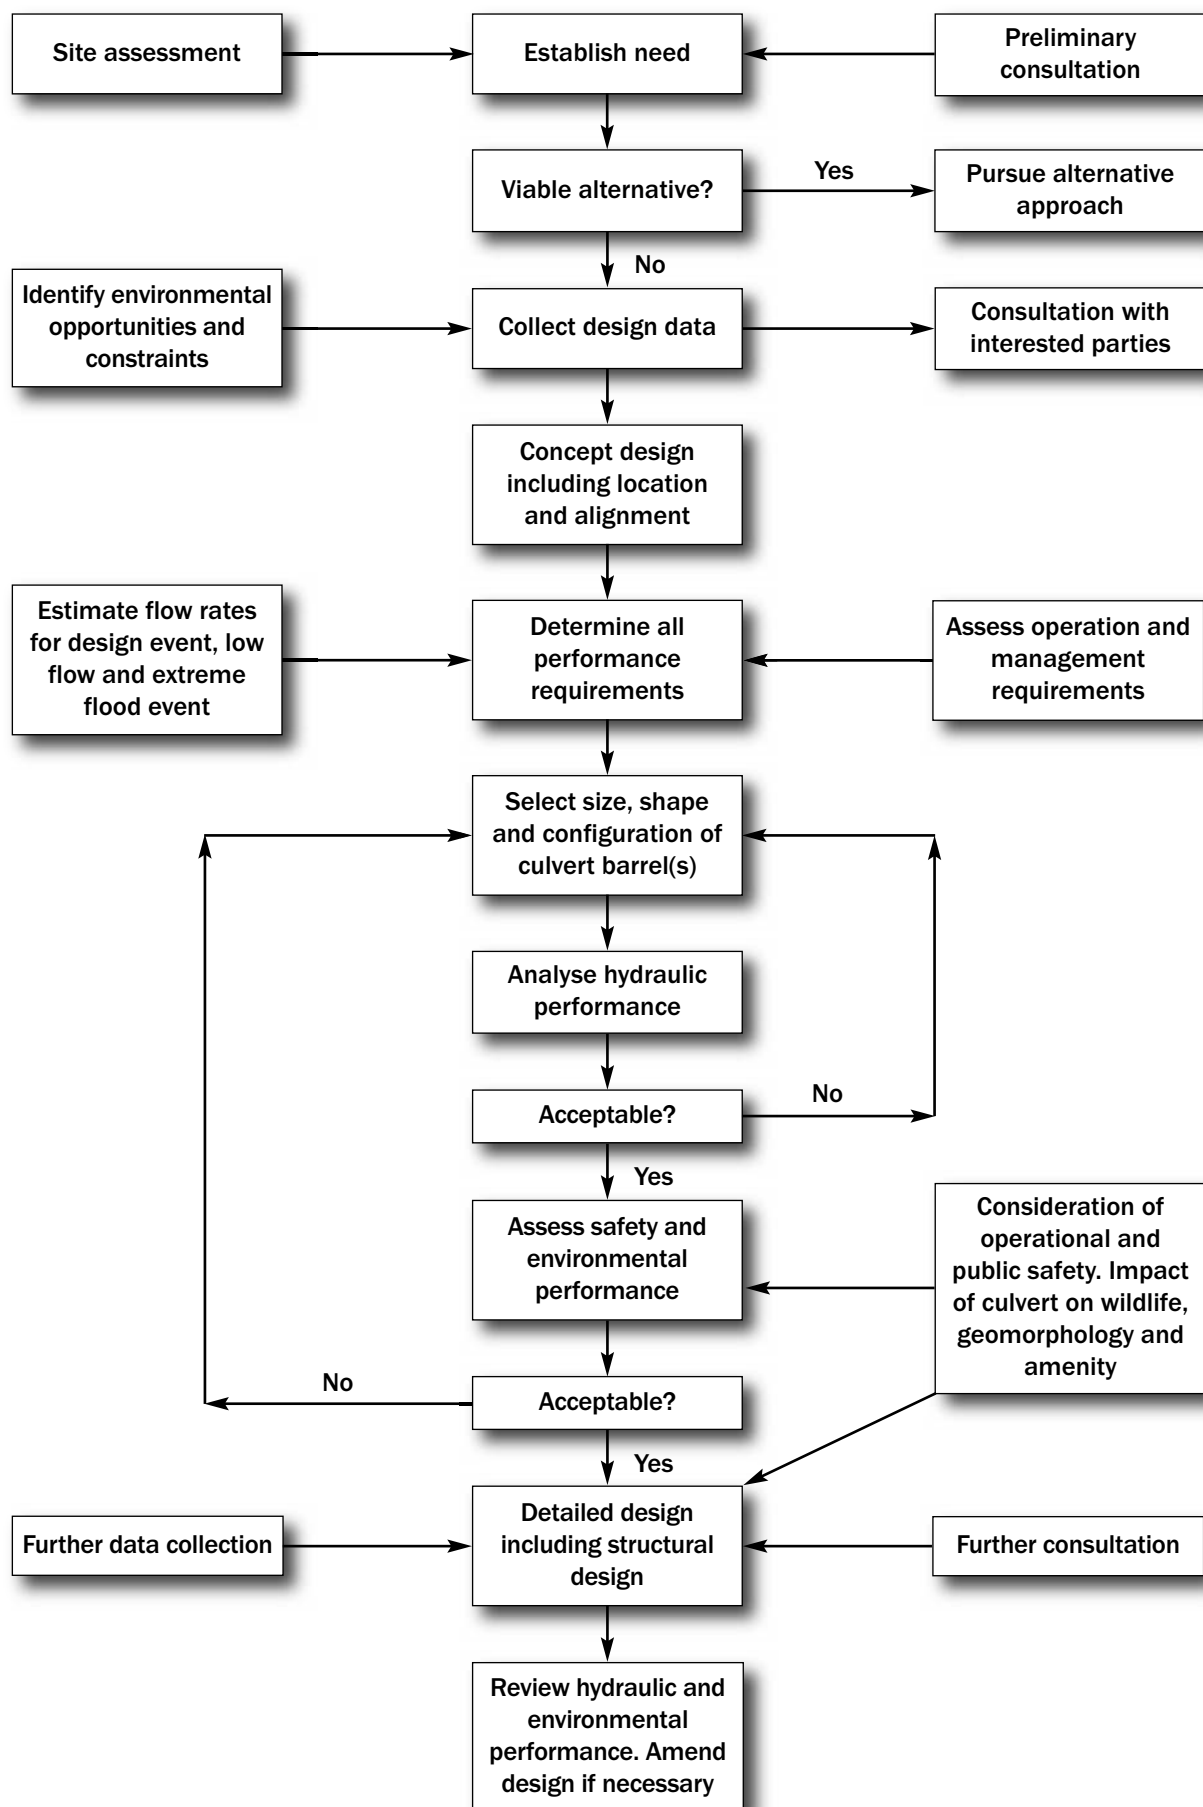 Site assessment
Establish need
Preliminary
consultation
Viable alternative?
Yes
Pursue alternative
approach
No
Identify environmental
opportunities and
constraints
Collect design data
Consultation with
interested parties
Concept design
including location
and alignment
Estimate flow rates
for design event, low
flow and extreme
flood event
Determine all
performance
requirements
Assess operation and
management
requirements
Select size, shape
and configuration of
culvert barrel(s)
Analyse hydraulic
performance
Acceptable?
No
Yes
Assess safety and
environmental
performance
Consideration of
operational and
public safety. Impact
of culvert on wildlife,
geomorphology and
amenity
No
Acceptable?
Yes
Further data collection
Detailed design
including structural
design
Further consultation
Review hydraulic and
environmental
performance. Amend
design if necessary